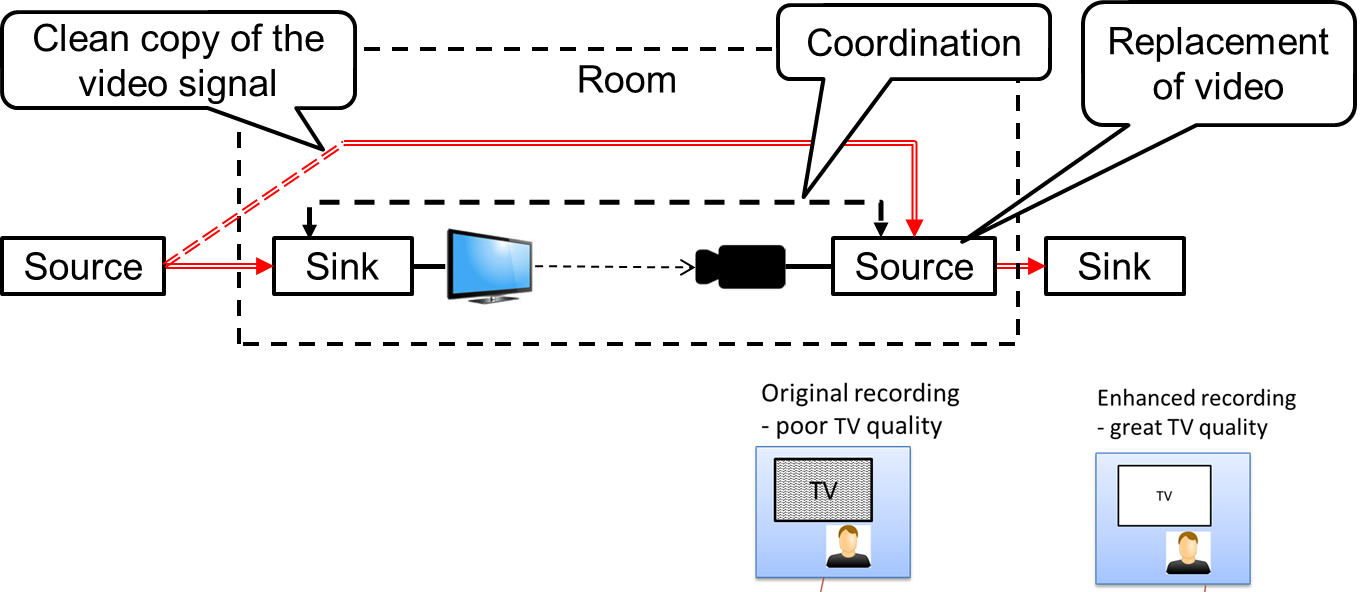 Clean copy of the
video signal
Room
Coordination
Replacement
of video
Source
Sink
Source
Sink
Original recording
- poor TV quality
TV
Enhanced recording
- great TV quality
TV